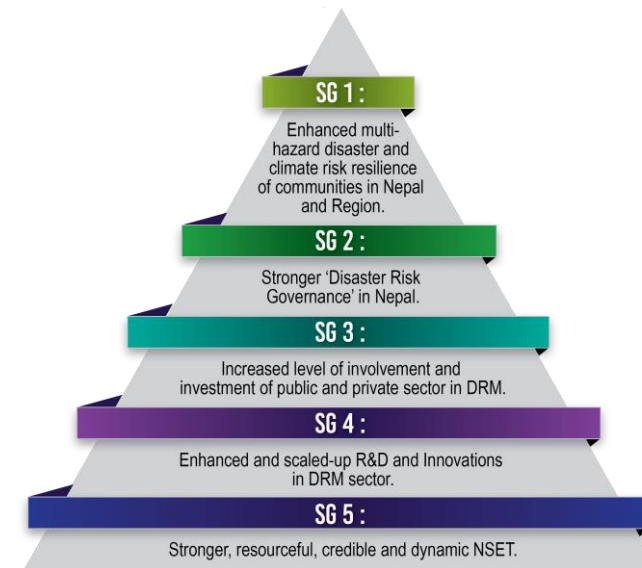 SG 1 :
Enhanced multi-
hazard disaster and
climate risk resilience
of communities in Nepal
and Region.
SG 2 :
Stronger ‘Disaster Risk
Governance’ in Nepal.
SG 3 :
Increased level of involvement and
investment of public and private sector in DRM.
SG 4 :
Enhanced and scaled-up R&D and Innovations
in DRM sector.
SG 5 :
Stronger, resourceful, credible and dynamic NSET.